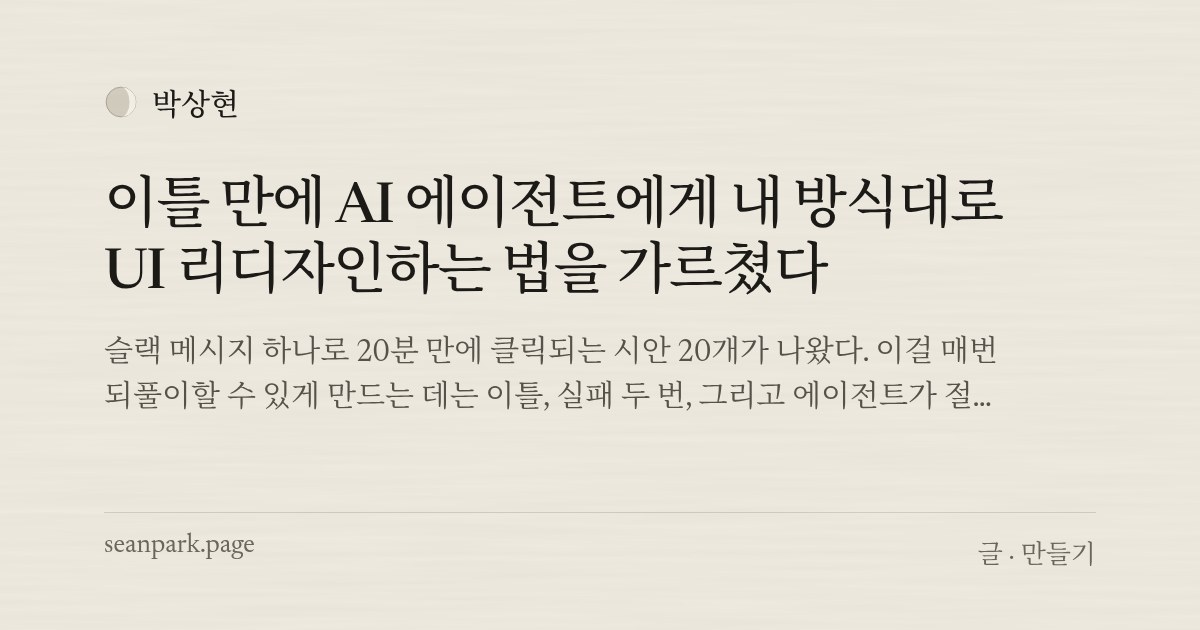 박상현
이틀 만에 AI 에이전트에게 내 방식대로
UI 리디자인하는 법을 가르쳤다
슬랙 메시지 하나로 20분 만에 클릭되는 시안 20개가 나왔다. 이걸 매번
되풀이할 수 있게 만드는 데는 이틀, 실패 두 번, 그리고 에이전트가 절...
seanpark.page
글 · 만들기